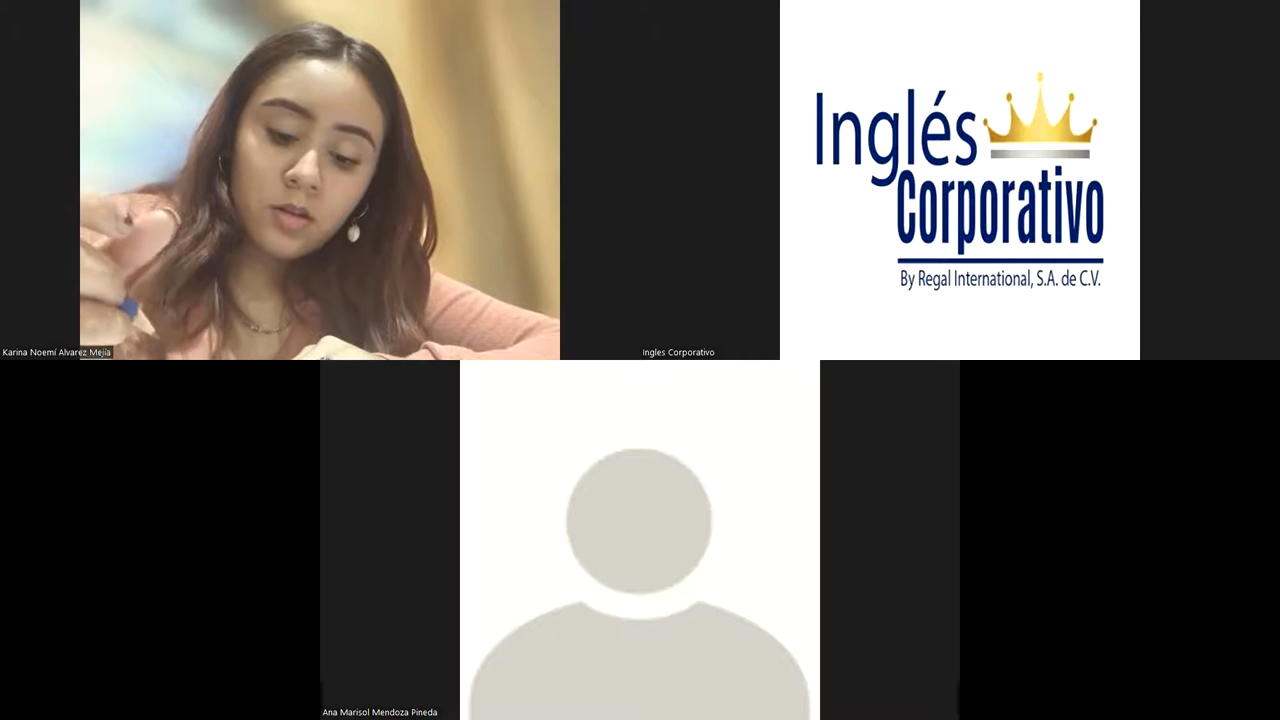 Inglés
Corporativo
By Regal International, S.A. de C.V.
Karina Noemí Alvarez Mejía
Ingles Corporativo
Ana Marisol Mendoza Pineda